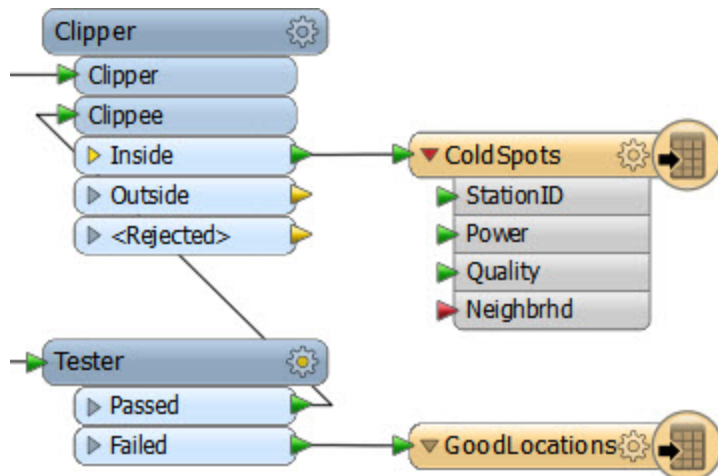 Clipper
Clipper
Clippee
Inside
Outside
<Rejected>
ColdSpots
StationID
Power
Quality
Neighbrhd
Tester
Passed
Failed
GoodLocations